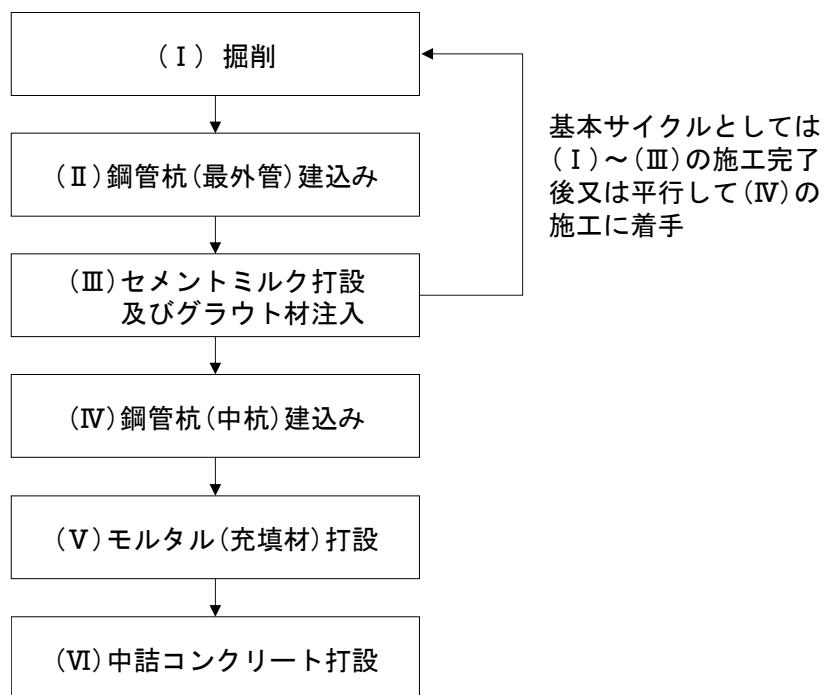 (Ⅰ) 掘削
(Ⅱ)鋼管杭(最外管)建込み
(Ⅲ)セメントミルク打設
及びグラウト材注入
(Ⅳ)鋼管杭(中杭)建込み
(Ⅴ)モルタル(充填材)打設
(Ⅵ)中詰コンクリート打設
基本サイクルとしては
(Ⅰ)～(Ⅲ)の施工完了
後又は平行して(Ⅳ)の
施工に着手